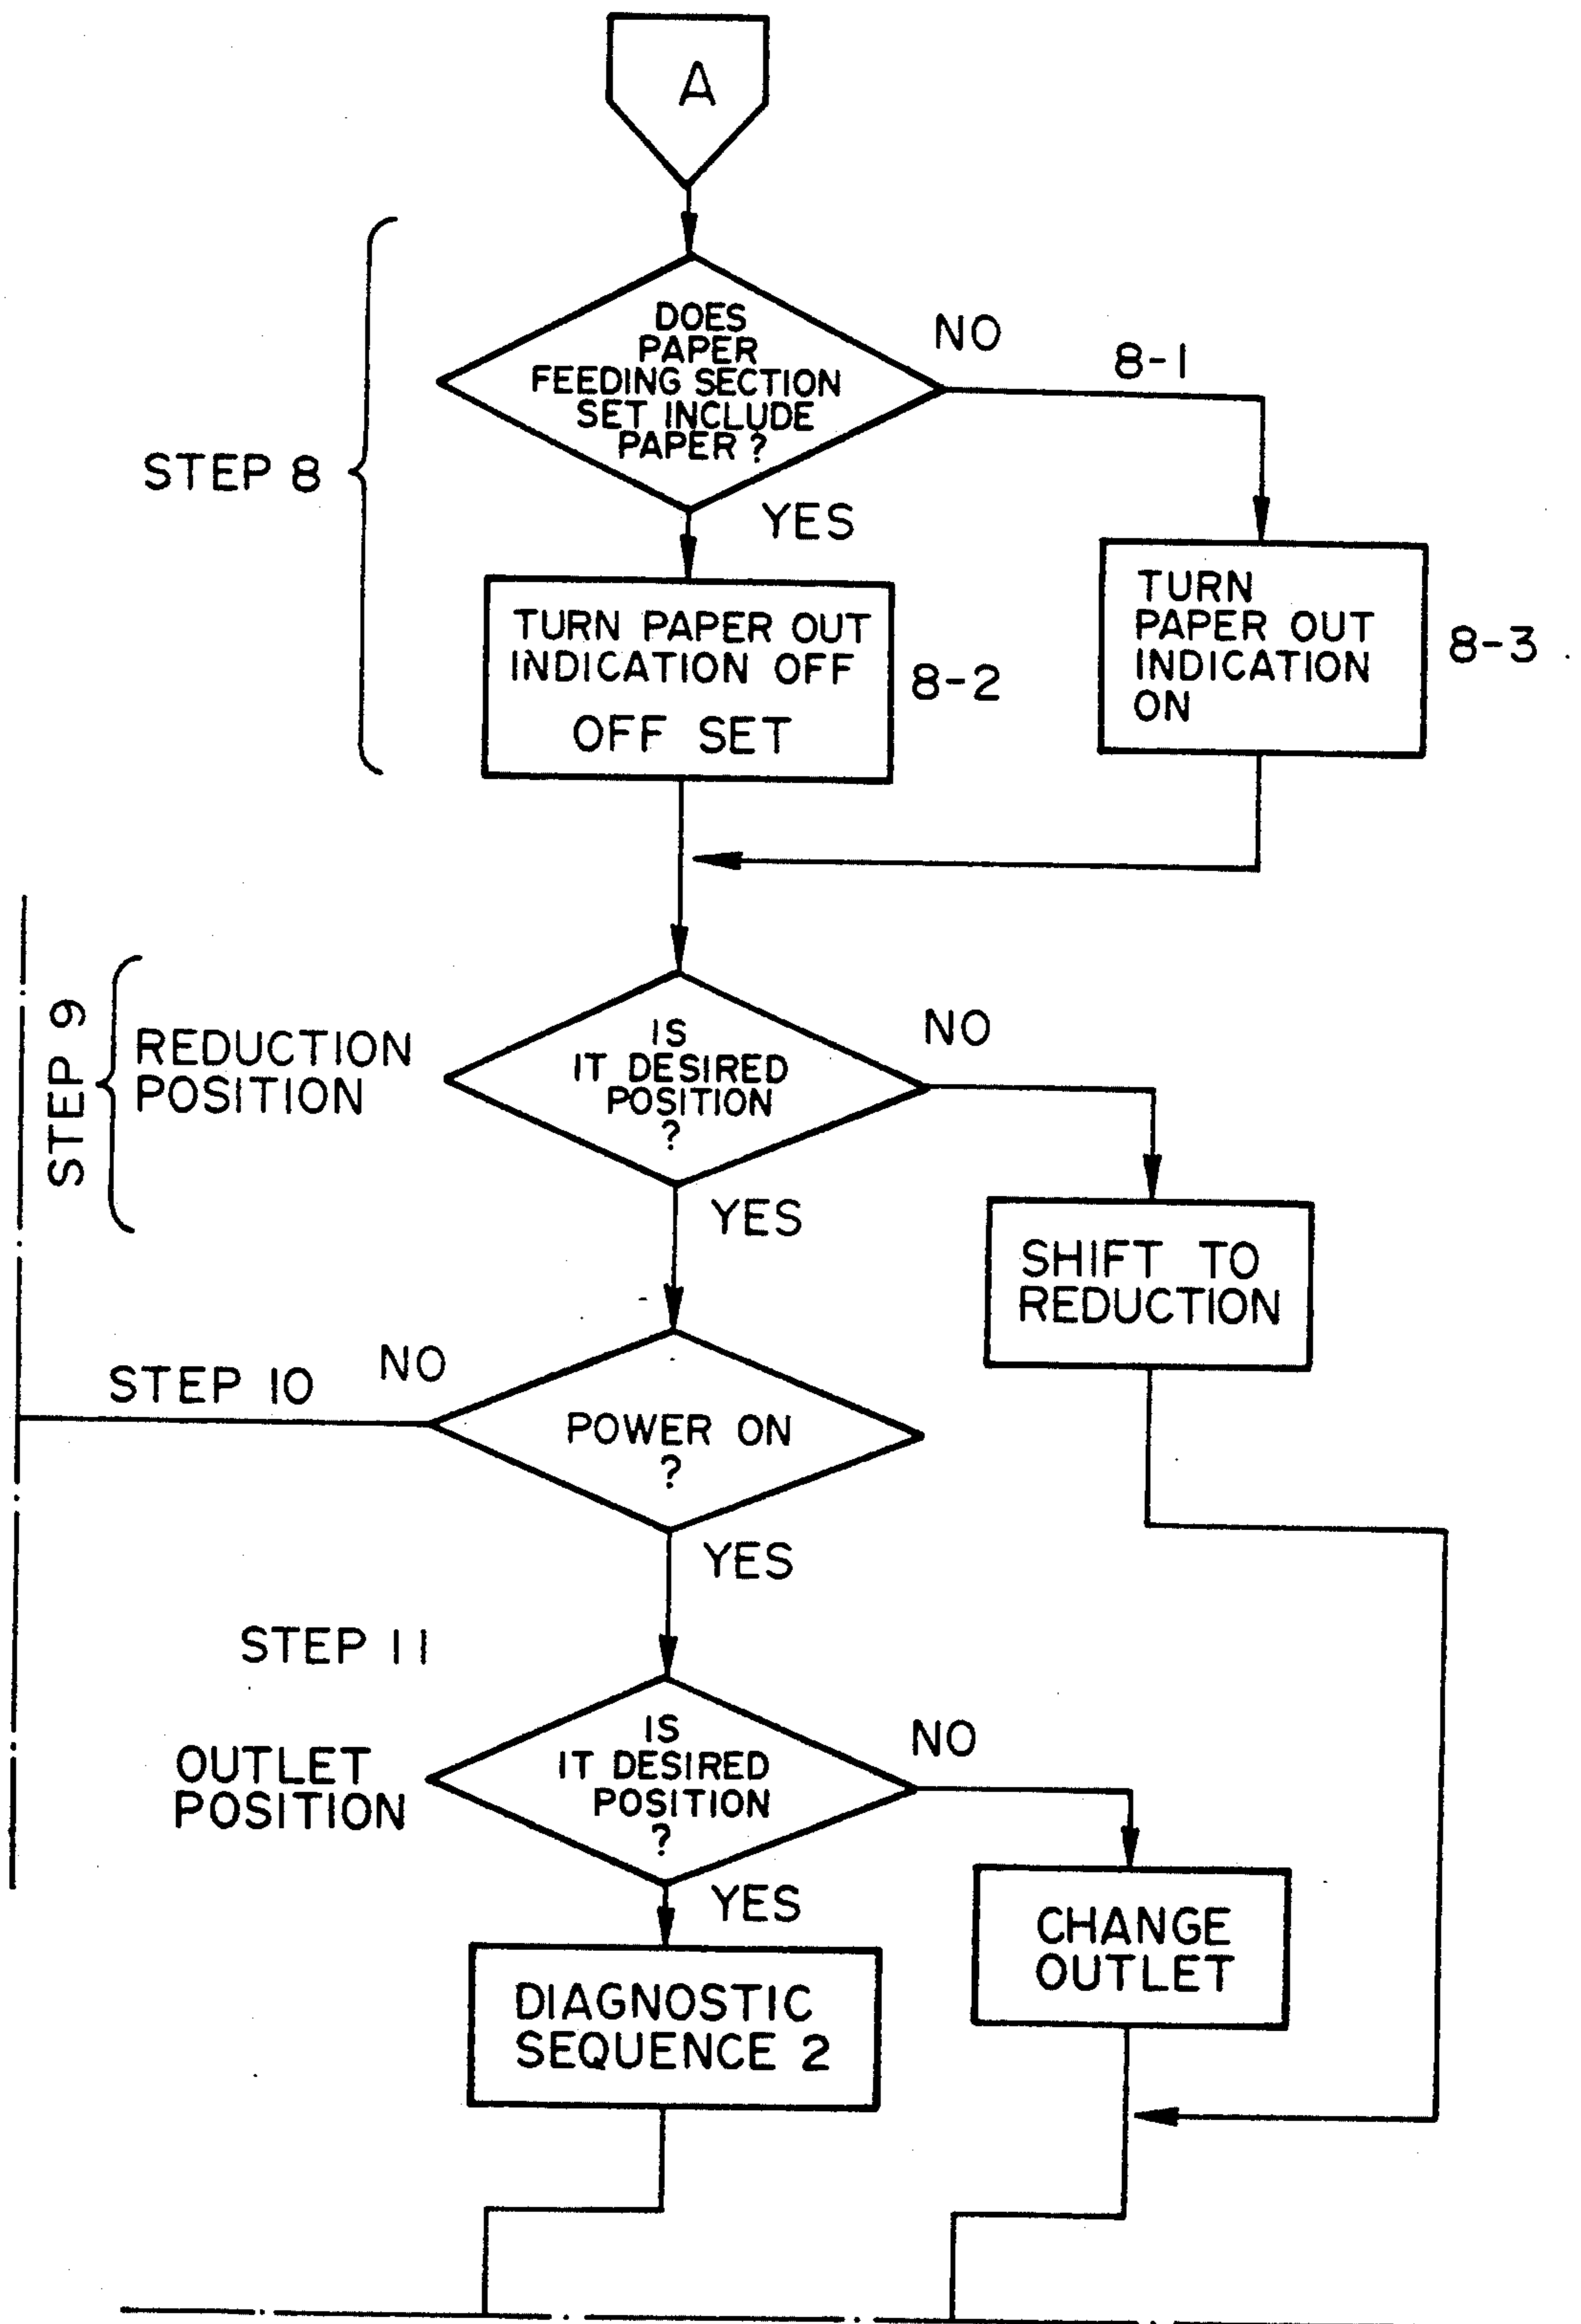 A
DOES
PAPER
FEEDING SECTION
SET INCLUDE
PAPER?
NO
8-1
STEP 8
YES
TURN PAPER OUT
INDICATION OFF
OFF SET
8-2
TURN
PAPER OUT
INDICATION
ON
8-3
STEP 9
REDUCTION
POSITION
IS
IT DESIRED
POSITION
?
NO
YES
SHIFT TO
REDUCTION
STEP 10
NO
POWER ON
?
YES
STEP 11
OUTLET
POSITION
IS
IT DESIRED
POSITION
?
NO
YES
CHANGE
OUTLET
DIAGNOSTIC
SEQUENCE 2